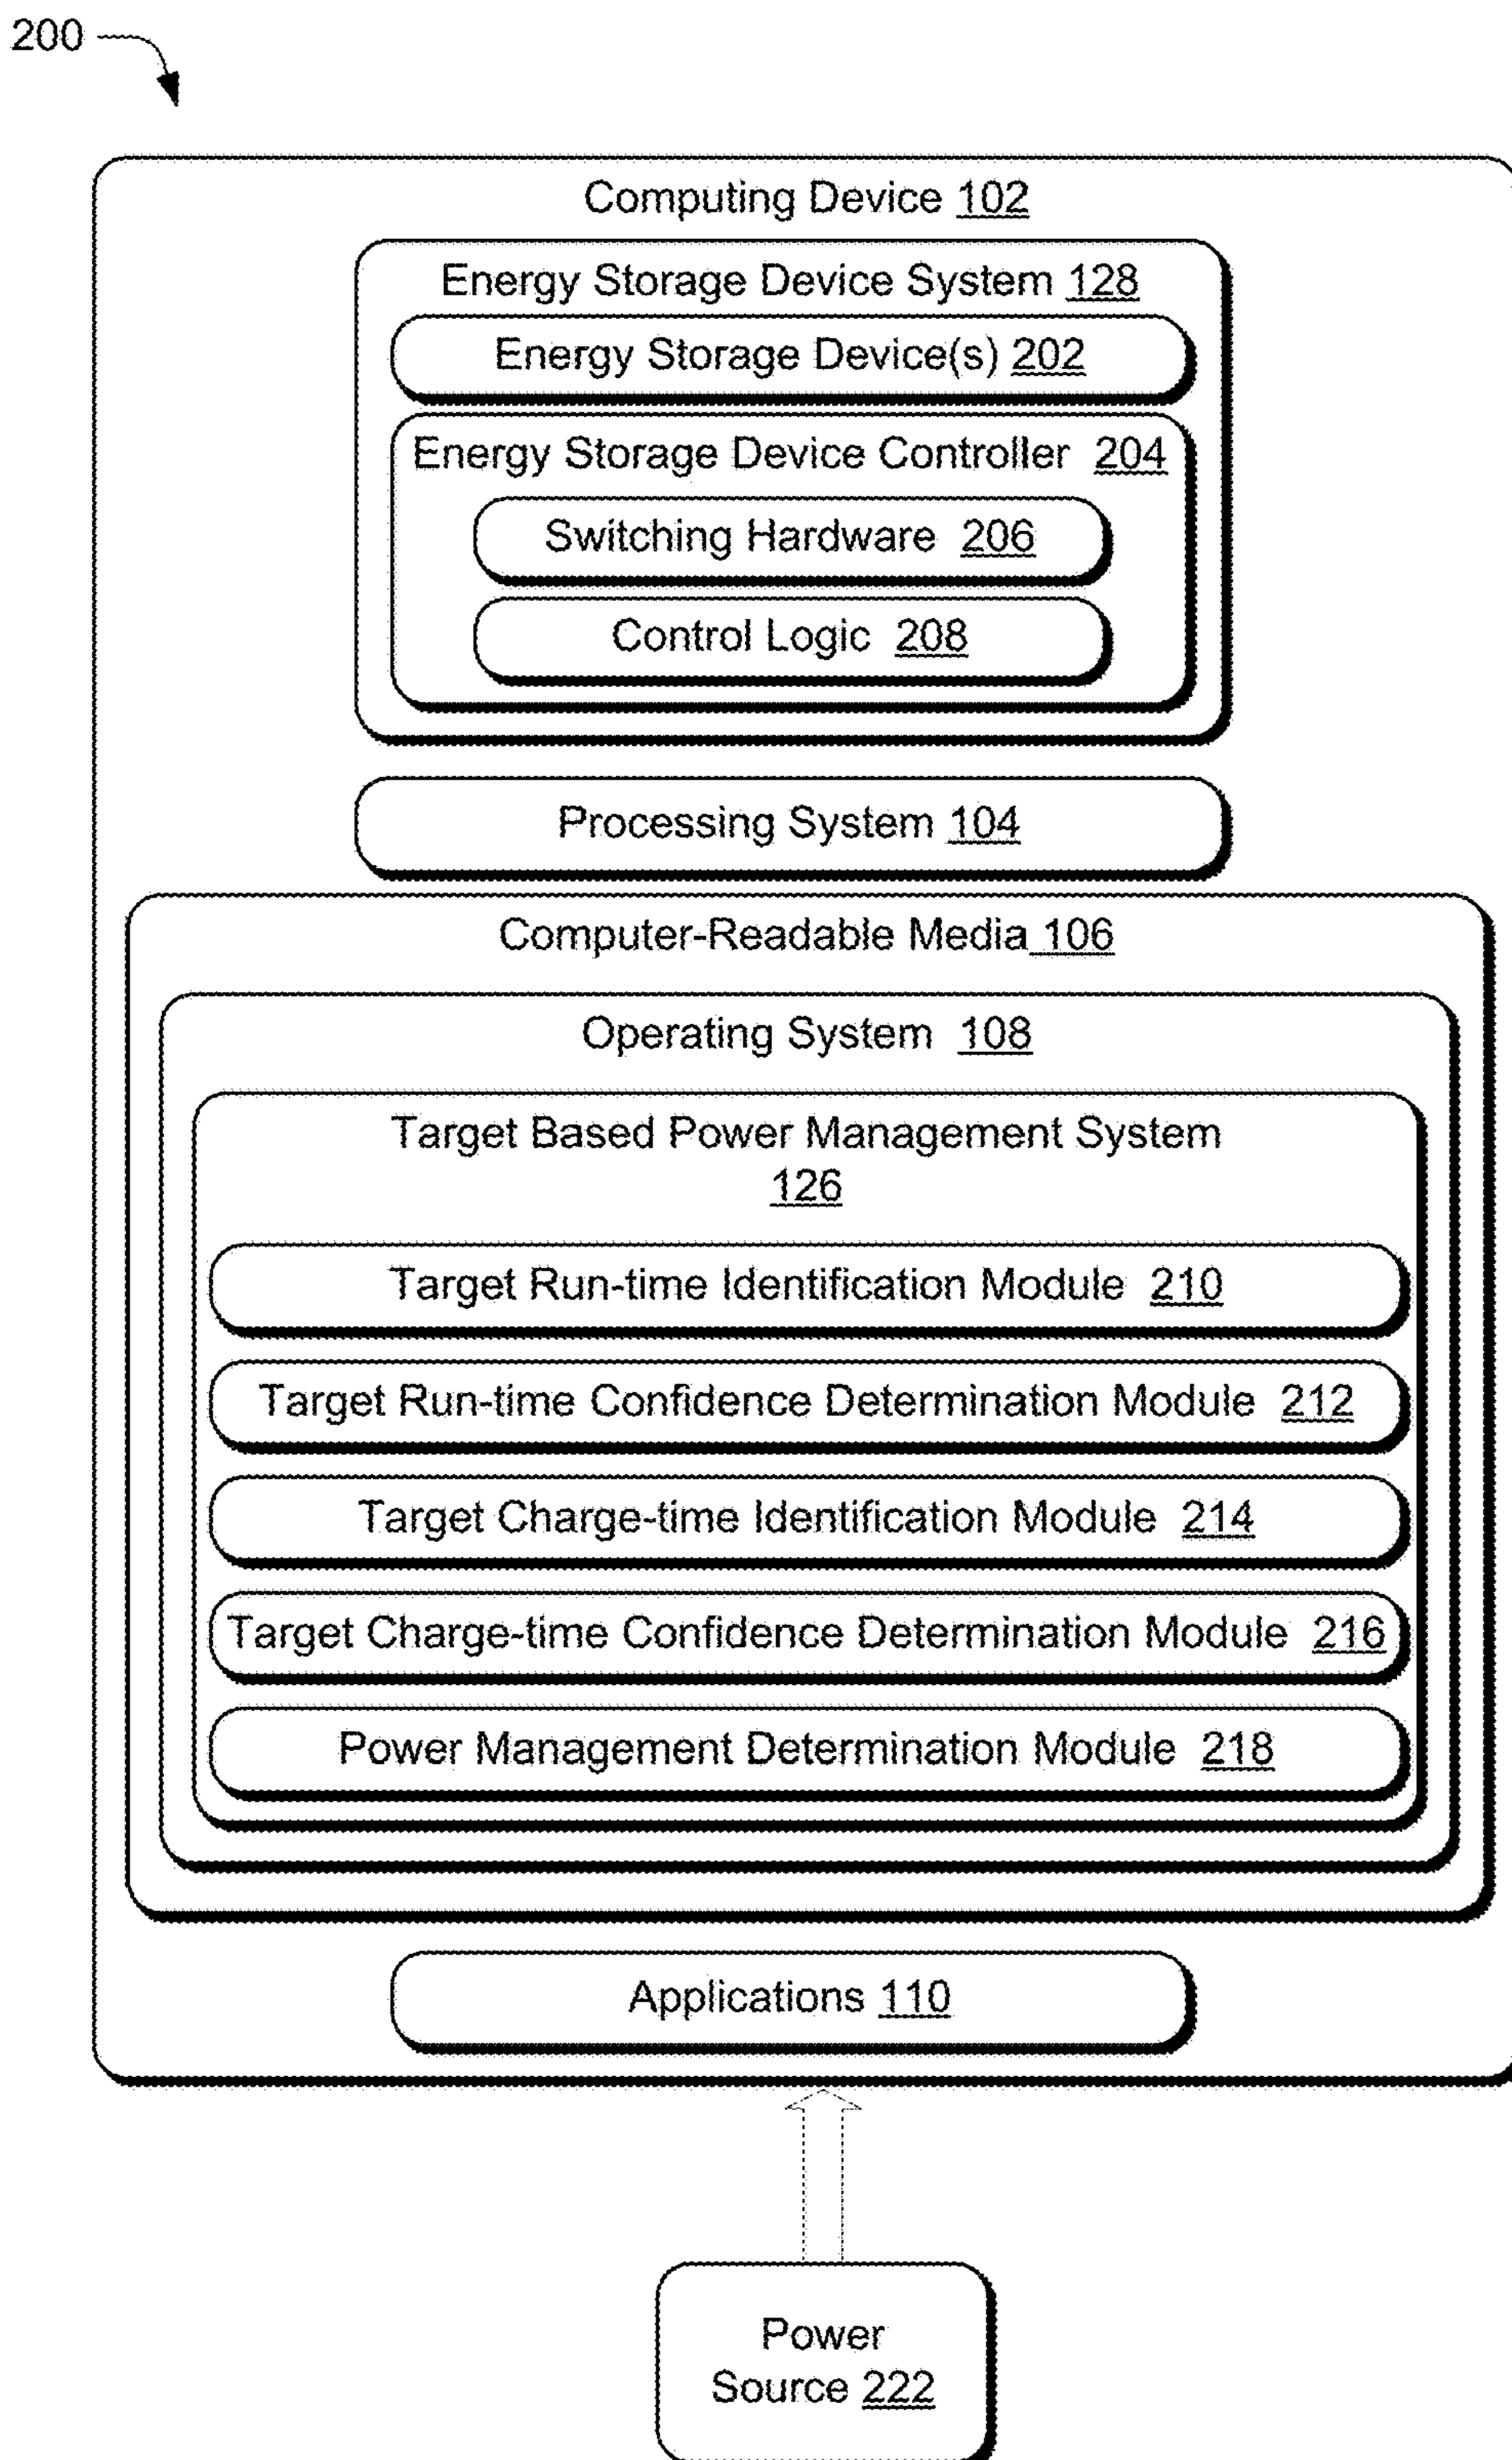 200
Computing Device 102
Energy Storage Device System 128
Energy Storage Device(s) 202
Energy Storage Device Controller 204
Switching Hardware 206
Control Logic 208
Processing System 104
Computer-Readable Media 106
Operating System 108
Target Based Power Management System
126
Target Run-time Identification Module 210
Target Run-time Confidence Determination Module 212
Target Charge-time Identification Module 214
Target Charge-time Confidence Determination Module 216
Power Management Determination Module 218
Applications 110
Power
Source 222